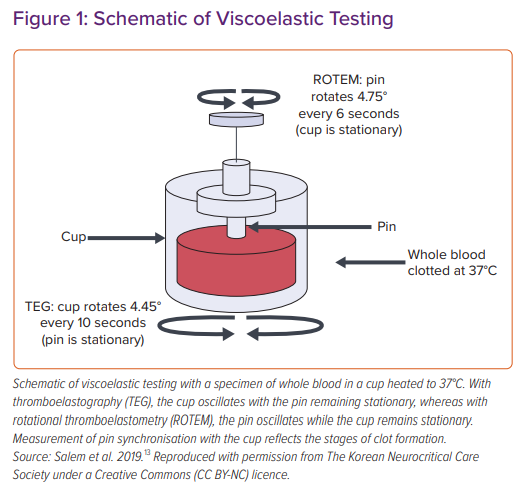 Figure 1: Schematic of Viscoelastic Testing
ROTEM: pin
rotates 4.75°
every 6 seconds
(cup is stationary)
Cup
Pin
Whole blood
clotted at 37°C
TEG: cup rotates 4.45°
every 10 seconds
(pin is stationary)
Schematic of viscoelastic testing with a specimen of whole blood in a cup heated to 37°C. With
thromboelastography (TEG), the cup oscillates with the pin remaining stationary, whereas with
rotational thromboelastometry (ROTEM), the pin oscillates while the cup remains stationary.
Measurement of pin synchronisation with the cup reflects the stages of clot formation.
Source: Salem et al. 2019.¹³ Reproduced with permission from The Korean Neurocritical Care
Society under a Creative Commons (CC BY-NC) licence.